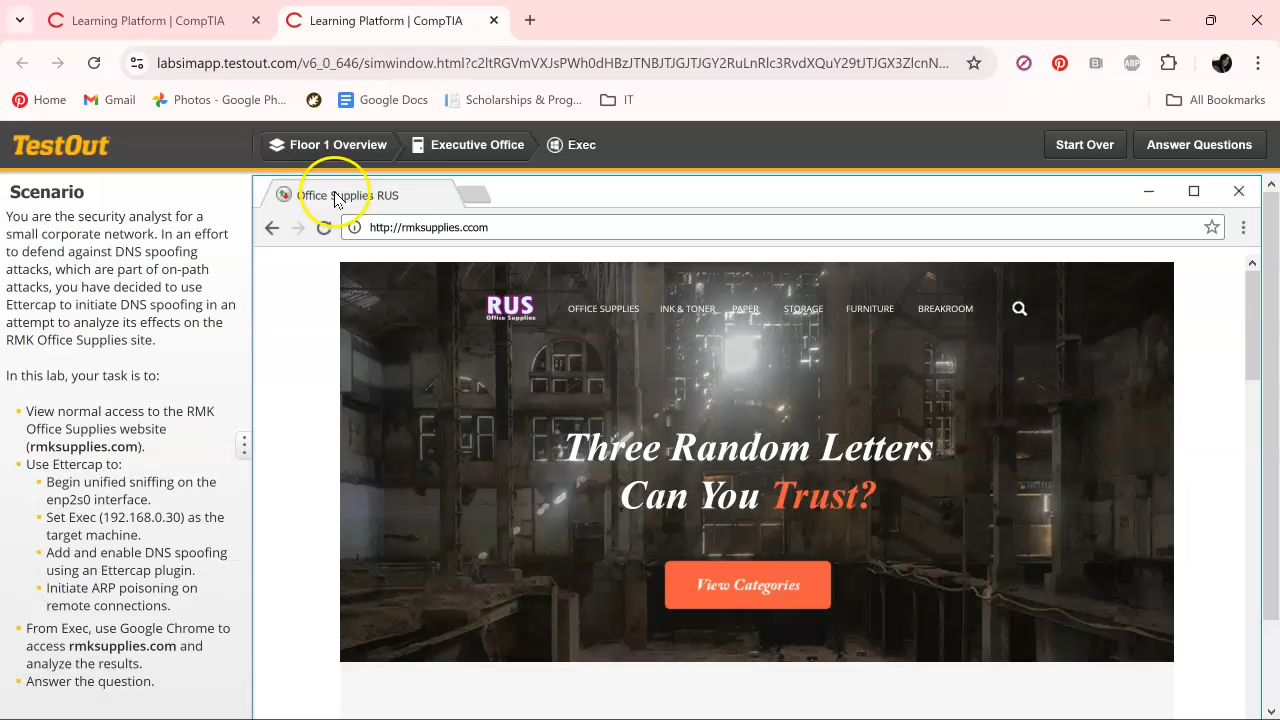 Learning Platform | CompTIA
Learning Platform | CompTIA
labsimapp.testout.com/v6_0_646/simwindow.html?c2ltRGVmVXJsPWh0dHBzJTNBJTJGJTJGY2RuLnRlc3RvdXQuY29tJTJGX3ZlcnN...
ABP
Home
Gmail
Photos - Google Ph...
Google Docs
Scholarships & Prog...
IT
All Bookmarks
TestOut
Floor 1 Overview
Executive Office
Exec
Start Over
Answer Questions
Scenario
You are the security analyst for a
small corporate network. In an effort
to defend against DNS spoofing
attacks, which are part of on-path
attacks, you have decided to use
Ettercap to initiate DNS spoofing in an
attempt to analyze its effects on the
RMK Office Supplies site.
In this lab, your task is to:
View normal access to the RMK
Office Supplies website
(rmksupplies.com).
Use Ettercap to:
Begin unified sniffing on the
enp2s0 interface.
Set Exec (192.168.0.30) as the
target machine.
Add and enable DNS spoofing
using an Ettercap plugin.
Initiate ARP poisoning on
remote connections.
From Exec, use Google Chrome to
access rmksupplies.com and
analyze the results.
Answer the question.
Office Supplies RUS
http://rmksupplies.ccom
RUS
Office Supplies
OFFICE SUPPLIES
INK & TONER
PAPER
STORAGE
FURNITURE
BREAKROOM
Three Random Letters
Can You Trust?
View Categories